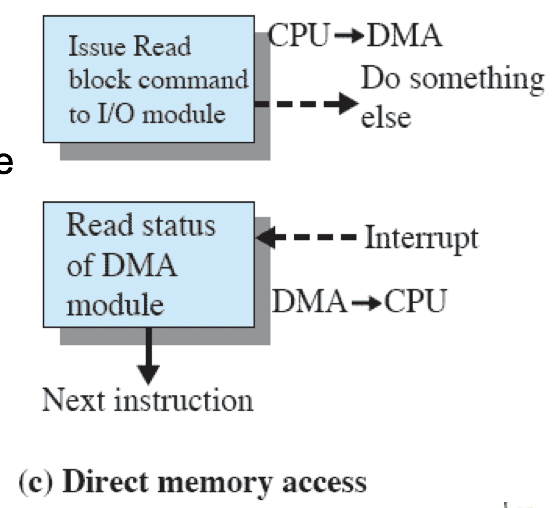 Issue Read
block command
to I/O module
CPU→DMA
Do something
else
e
Read status
of DMA
module
Interrupt
DMA→CPU
Next instruction
(c) Direct memory access